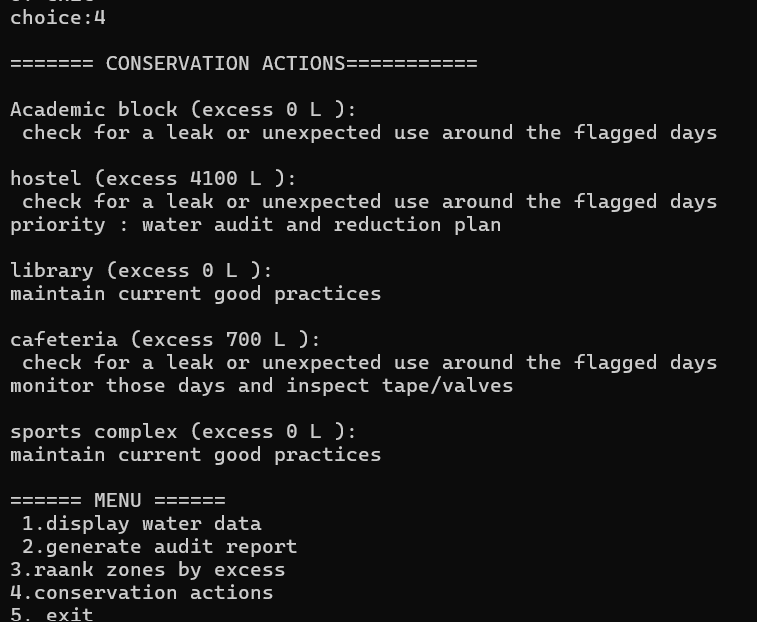 choice:4
======= CONSERVATION ACTIONS===========
Academic block (excess 0 L ):
check for a leak or unexpected use around the flagged days
hostel (excess 4100 L ):
check for a leak or unexpected use around the flagged days
priority : water audit and reduction plan
library (excess 0 L ):
maintain current good practices
cafeteria (excess 700 L ):
check for a leak or unexpected use around the flagged days
monitor those days and inspect tape/valves
sports complex (excess 0 L ):
maintain current good practices
====== MENU ======
1.display water data
2.generate audit report
3.raank zones by excess
4.conservation actions
5. exit